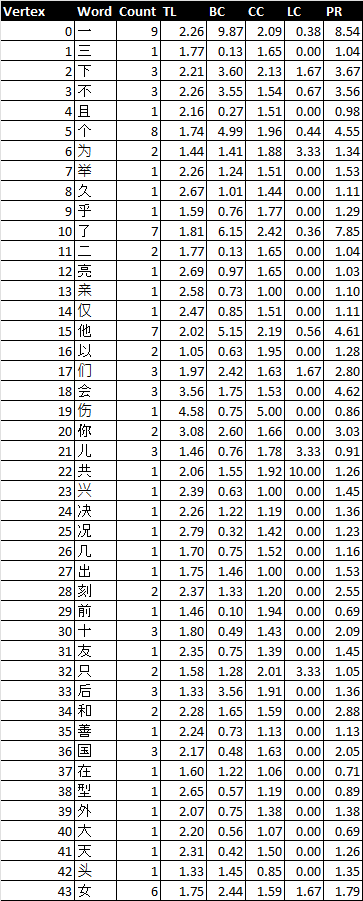 Vertex Word Count TL BC CC LC PR
0 一 9 2.26 9.87 2.09 0.38 8.54
1 三 1 1.77 0.13 1.65 0.00 1.04
2 下 3 2.21 3.60 2.13 1.67 3.67
3 不 3 2.26 3.55 1.54 0.67 3.56
4 且 1 2.16 0.27 1.51 0.00 0.98
5 个 8 1.74 4.99 1.96 0.44 4.55
6 为 2 1.44 1.41 1.88 3.33 1.34
7 举 1 2.26 1.24 1.51 0.00 1.53
8 久 1 2.67 1.01 1.44 0.00 1.11
9 乎 1 1.59 0.76 1.77 0.00 1.29
10 了 7 1.81 6.15 2.42 0.36 7.85
11 二 2 1.77 0.13 1.65 0.00 1.04
12 亮 1 2.69 0.97 1.65 0.00 1.03
13 亲 1 2.58 0.73 1.00 0.00 1.10
14 仅 1 2.47 0.85 1.51 0.00 1.11
15 他 7 2.02 5.15 2.19 0.56 4.61
16 以 2 1.05 0.63 1.95 0.00 1.28
17 们 3 1.97 2.42 1.63 1.67 2.80
18 会 3 3.56 1.75 1.53 0.00 4.62
19 伤 1 4.58 0.75 5.00 0.00 0.86
20 你 2 3.08 2.60 1.66 0.00 3.03
21 儿 3 1.46 0.76 1.78 3.33 0.91
22 共 1 2.06 1.55 1.92 10.00 1.26
23 兴 1 2.39 0.63 1.00 0.00 1.45
24 决 1 2.26 1.22 1.19 0.00 1.36
25 况 1 2.79 0.32 1.42 0.00 1.23
26 几 1 1.70 0.75 1.52 0.00 1.16
27 出 1 1.75 1.46 1.00 0.00 1.53
28 刻 2 2.37 1.33 1.20 0.00 2.55
29 前 1 1.46 0.10 1.94 0.00 0.69
30 十 3 1.80 0.49 1.43 0.00 2.09
31 友 1 2.35 0.75 1.39 0.00 1.45
32 只 2 1.58 1.28 2.01 3.33 1.05
33 后 3 1.33 3.56 1.91 0.00 1.36
34 和 2 2.28 1.65 1.59 0.00 2.88
35 善 1 2.24 0.73 1.13 0.00 1.13
36 国 3 2.17 0.48 1.63 0.00 2.05
37 在 1 1.60 1.22 1.06 0.00 0.71
38 型 1 2.65 0.57 1.19 0.00 0.89
39 外 1 2.07 0.75 1.38 0.00 1.38
40 大 1 2.20 0.56 1.07 0.00 0.69
41 天 1 2.31 0.42 1.50 0.00 1.26
42 头 1 1.33 1.45 0.85 0.00 1.35
43 女 6 1.75 2.44 1.59 1.67 1.79